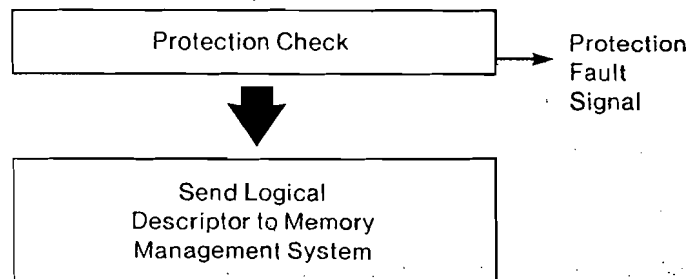 Protection Check
Protection
Fault
Signal
Send Logical
Descriptor to Memory
Management System